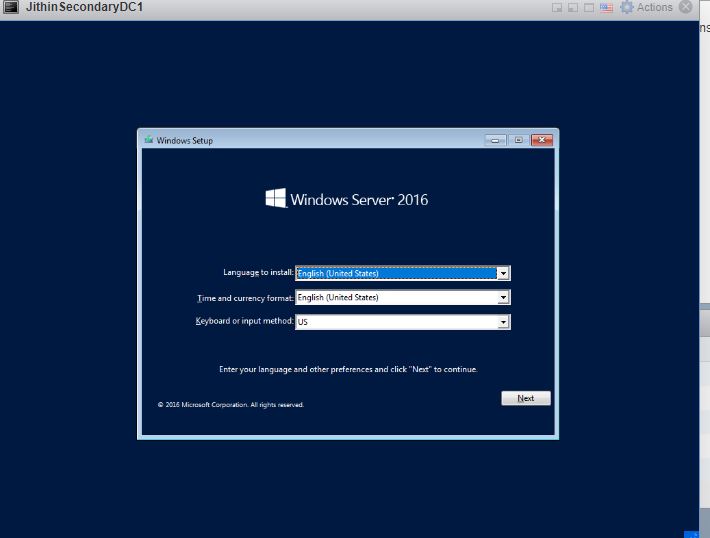 JithinSecondaryDC1
Actions
Windows Setup
Windows Server® 2016
Language to install: English (United States)
Time and currency format: English (United States)
Keyboard or input method: US
Enter your language and other preferences and click "Next" to continue.
© 2016 Microsoft Corporation. All rights reserved.
Next